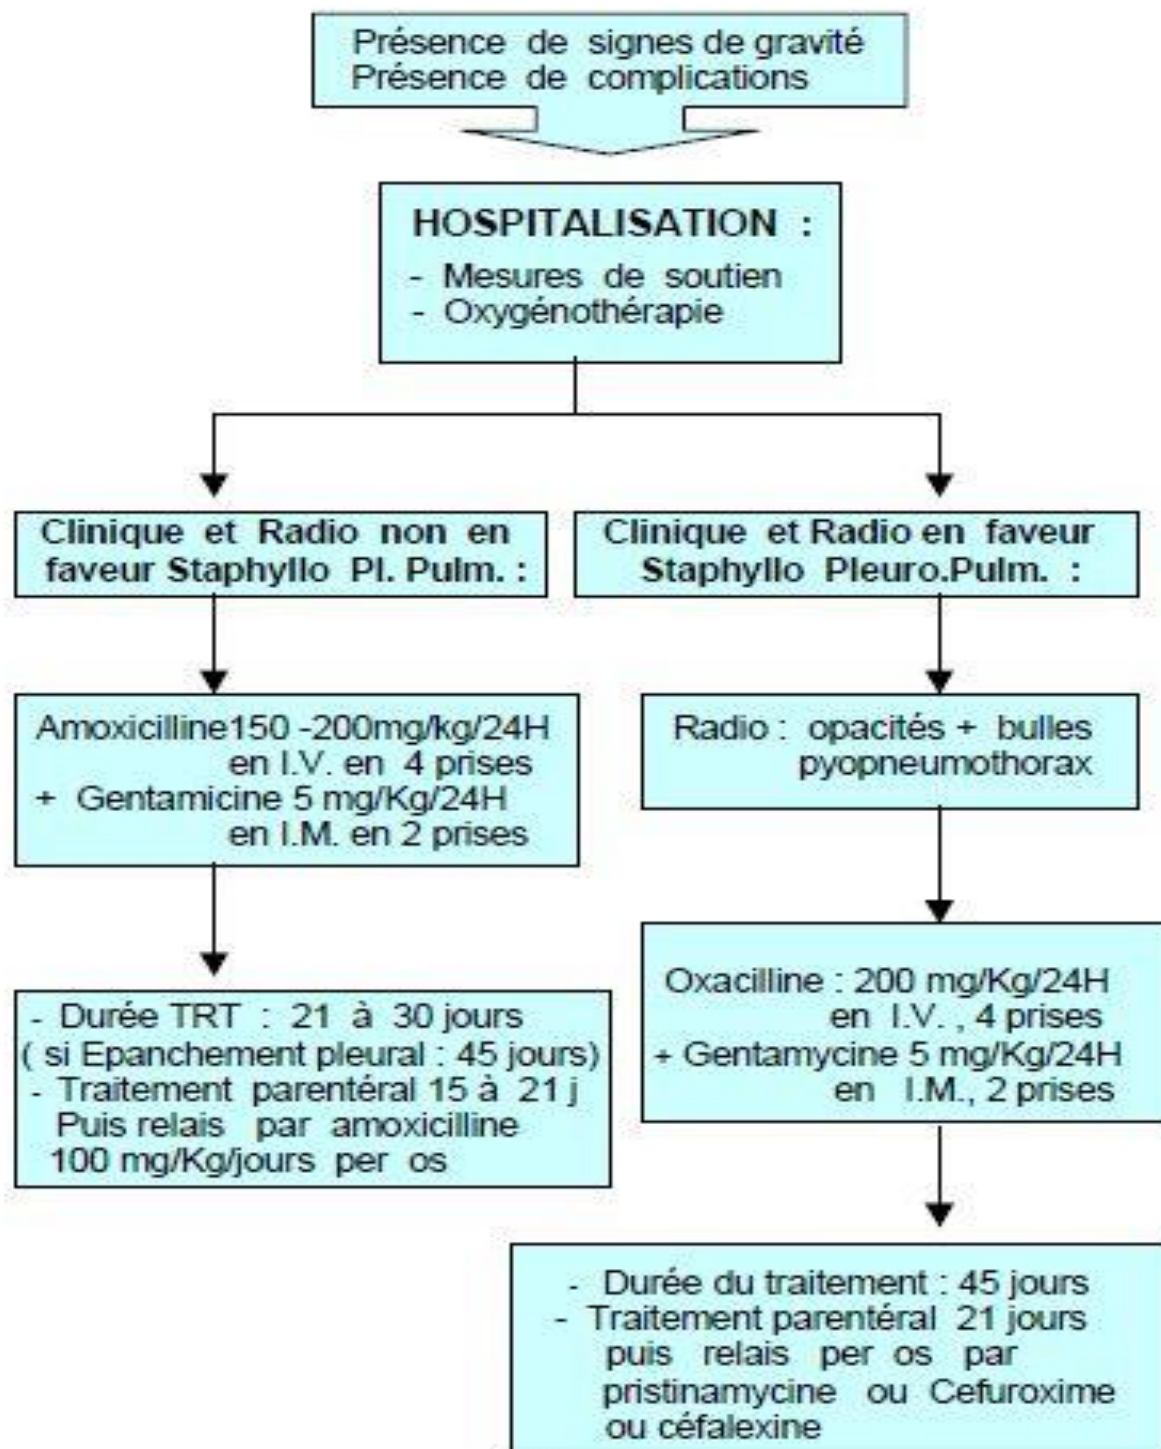 Présence de signes de gravité
Présence de complications
HOSPITALISATION :
- Mesures de soutien
- Oxygénothérapie
Clinique et Radio non en
faveur Staphyllo Pl. Pulm. :
Amoxicilline150 -200mg/kg/24H
en I.V. en 4 prises
+ Gentamicine 5 mg/Kg/24H
en I.M. en 2 prises
- Durée TRT : 21 à 30 jours
( si Epanchement pleural : 45 jours)
- Traitement parentéral 15 à 21 j
Puis relais par amoxicilline
100 mg/Kg/jours per os
Clinique et Radio en faveur
Staphyllo Pleuro.Pulm. :
Radio : opacités + bulles
pyopneumothorax
Oxacilline : 200 mg/Kg/24H
en I.V. , 4 prises
+ Gentamycine 5 mg/Kg/24H
en I.M., 2 prises
- Durée du traitement : 45 jours
- Traitement parentéral 21 jours
puis relais per os par
pristinamycine ou Cefuroxime
ou céfalexine